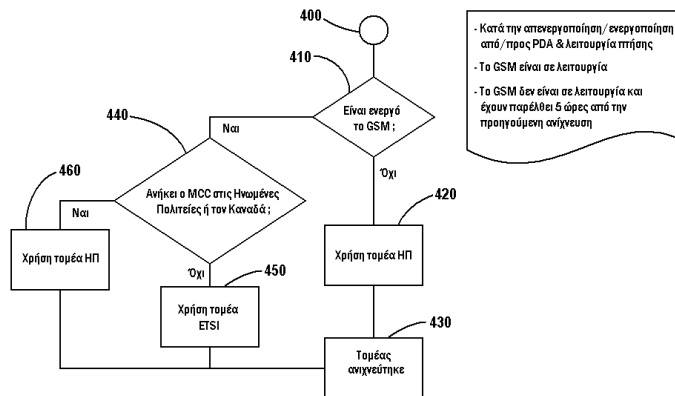 400
410
Είναι ενεργό
το GSM ;
Ναι
Όχι
440
Ανήκει ο MCC στις Ηνωμένες
Πολιτείες ή τον Καναδά ;
Ναι
Όχι
460
Χρήση τομέα ΗΠ
450
Χρήση τομέα
ETSI
420
Χρήση τομέα ΗΠ
430
Τομέας
ανιχνεύτηκε
- Κατά την απενεργοποίηση/ενεργοποίηση
από/προς PDA & λειτουργία πτήσης
- Το GSM είναι σε λειτουργία
- Το GSM δεν είναι σε λειτουργία και
έχουν παρέλθει 5 ώρες από την
προηγούμενη ανίχνευση